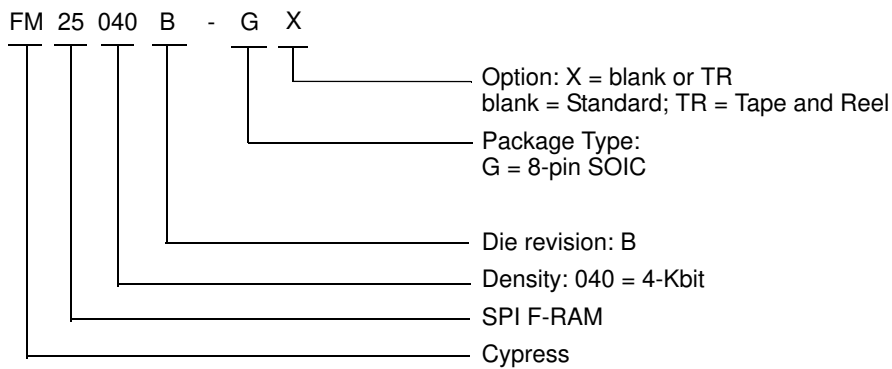 FM 25 040 B - G X
Option: X = blank or TR
blank = Standard; TR = Tape and Reel
Package Type:
G = 8-pin SOIC
Die revision: B
Density: 040 = 4-Kbit
SPI F-RAM
Cypress